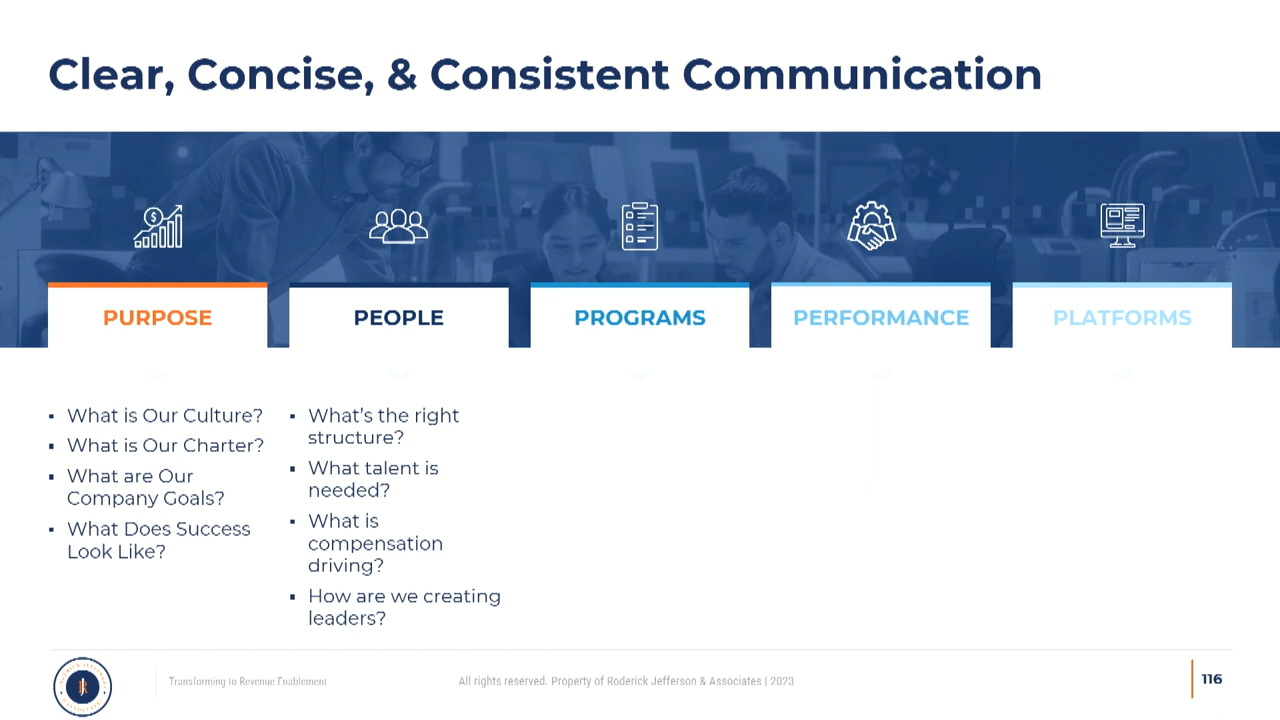 Clear, Concise, & Consistent Communication
PURPOSE
PEOPLE
PROGRAMS
PERFORMANCE
PLATFORMS
▪ What is Our Culture?
▪ What is Our Charter?
▪ What are Our
Company Goals?
▪ What Does Success
Look Like?
▪ What's the right
structure?
▪ What talent is
needed?
▪ What is
compensation
driving?
▪ How are we creating
leaders?
Transforming to Revenue Enablement
All rights reserved. Property of Roderick Jefferson & Associates | 2023
116